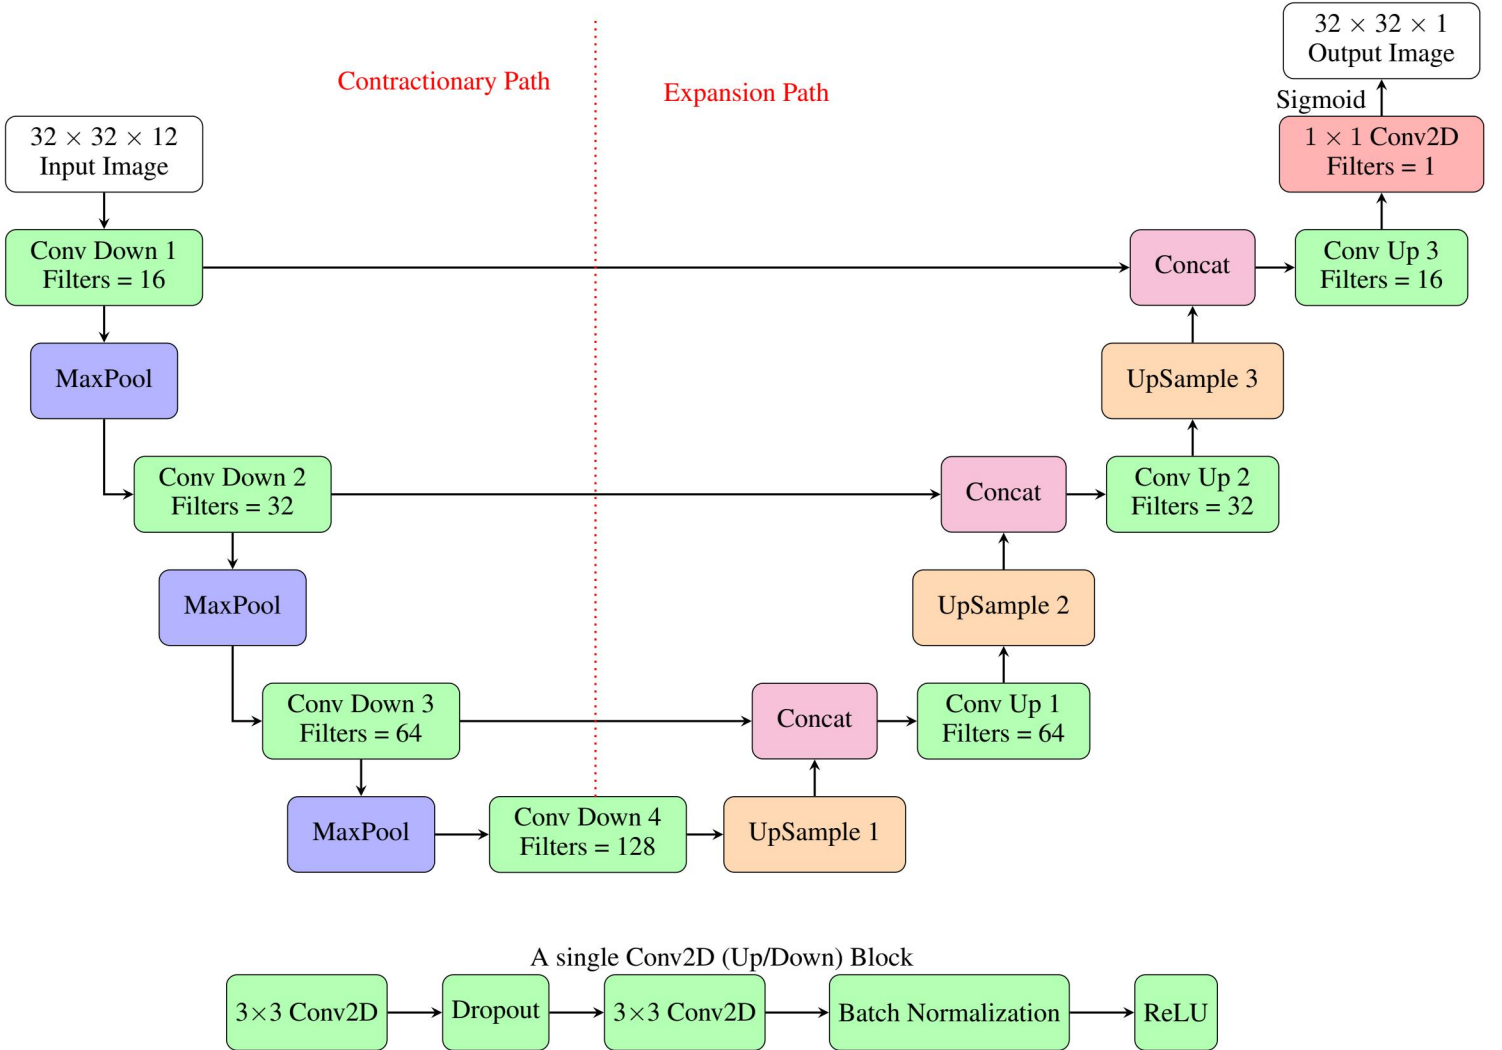 32 × 32 × 1
Output Image
Contractionary Path
Expansion Path
Sigmoid
32 × 32 × 12
Input Image
1 × 1 Conv2D
Filters = 1
Conv Down 1
Filters = 16
Concat
Conv Up 3
Filters = 16
MaxPool
UpSample 3
Conv Down 2
Filters = 32
Concat
Conv Up 2
Filters = 32
MaxPool
UpSample 2
Conv Down 3
Filters = 64
Concat
Conv Up 1
Filters = 64
MaxPool
Conv Down 4
Filters = 128
UpSample 1
A single Conv2D (Up/Down) Block
3×3 Conv2D
Dropout
3×3 Conv2D
Batch Normalization
ReLU